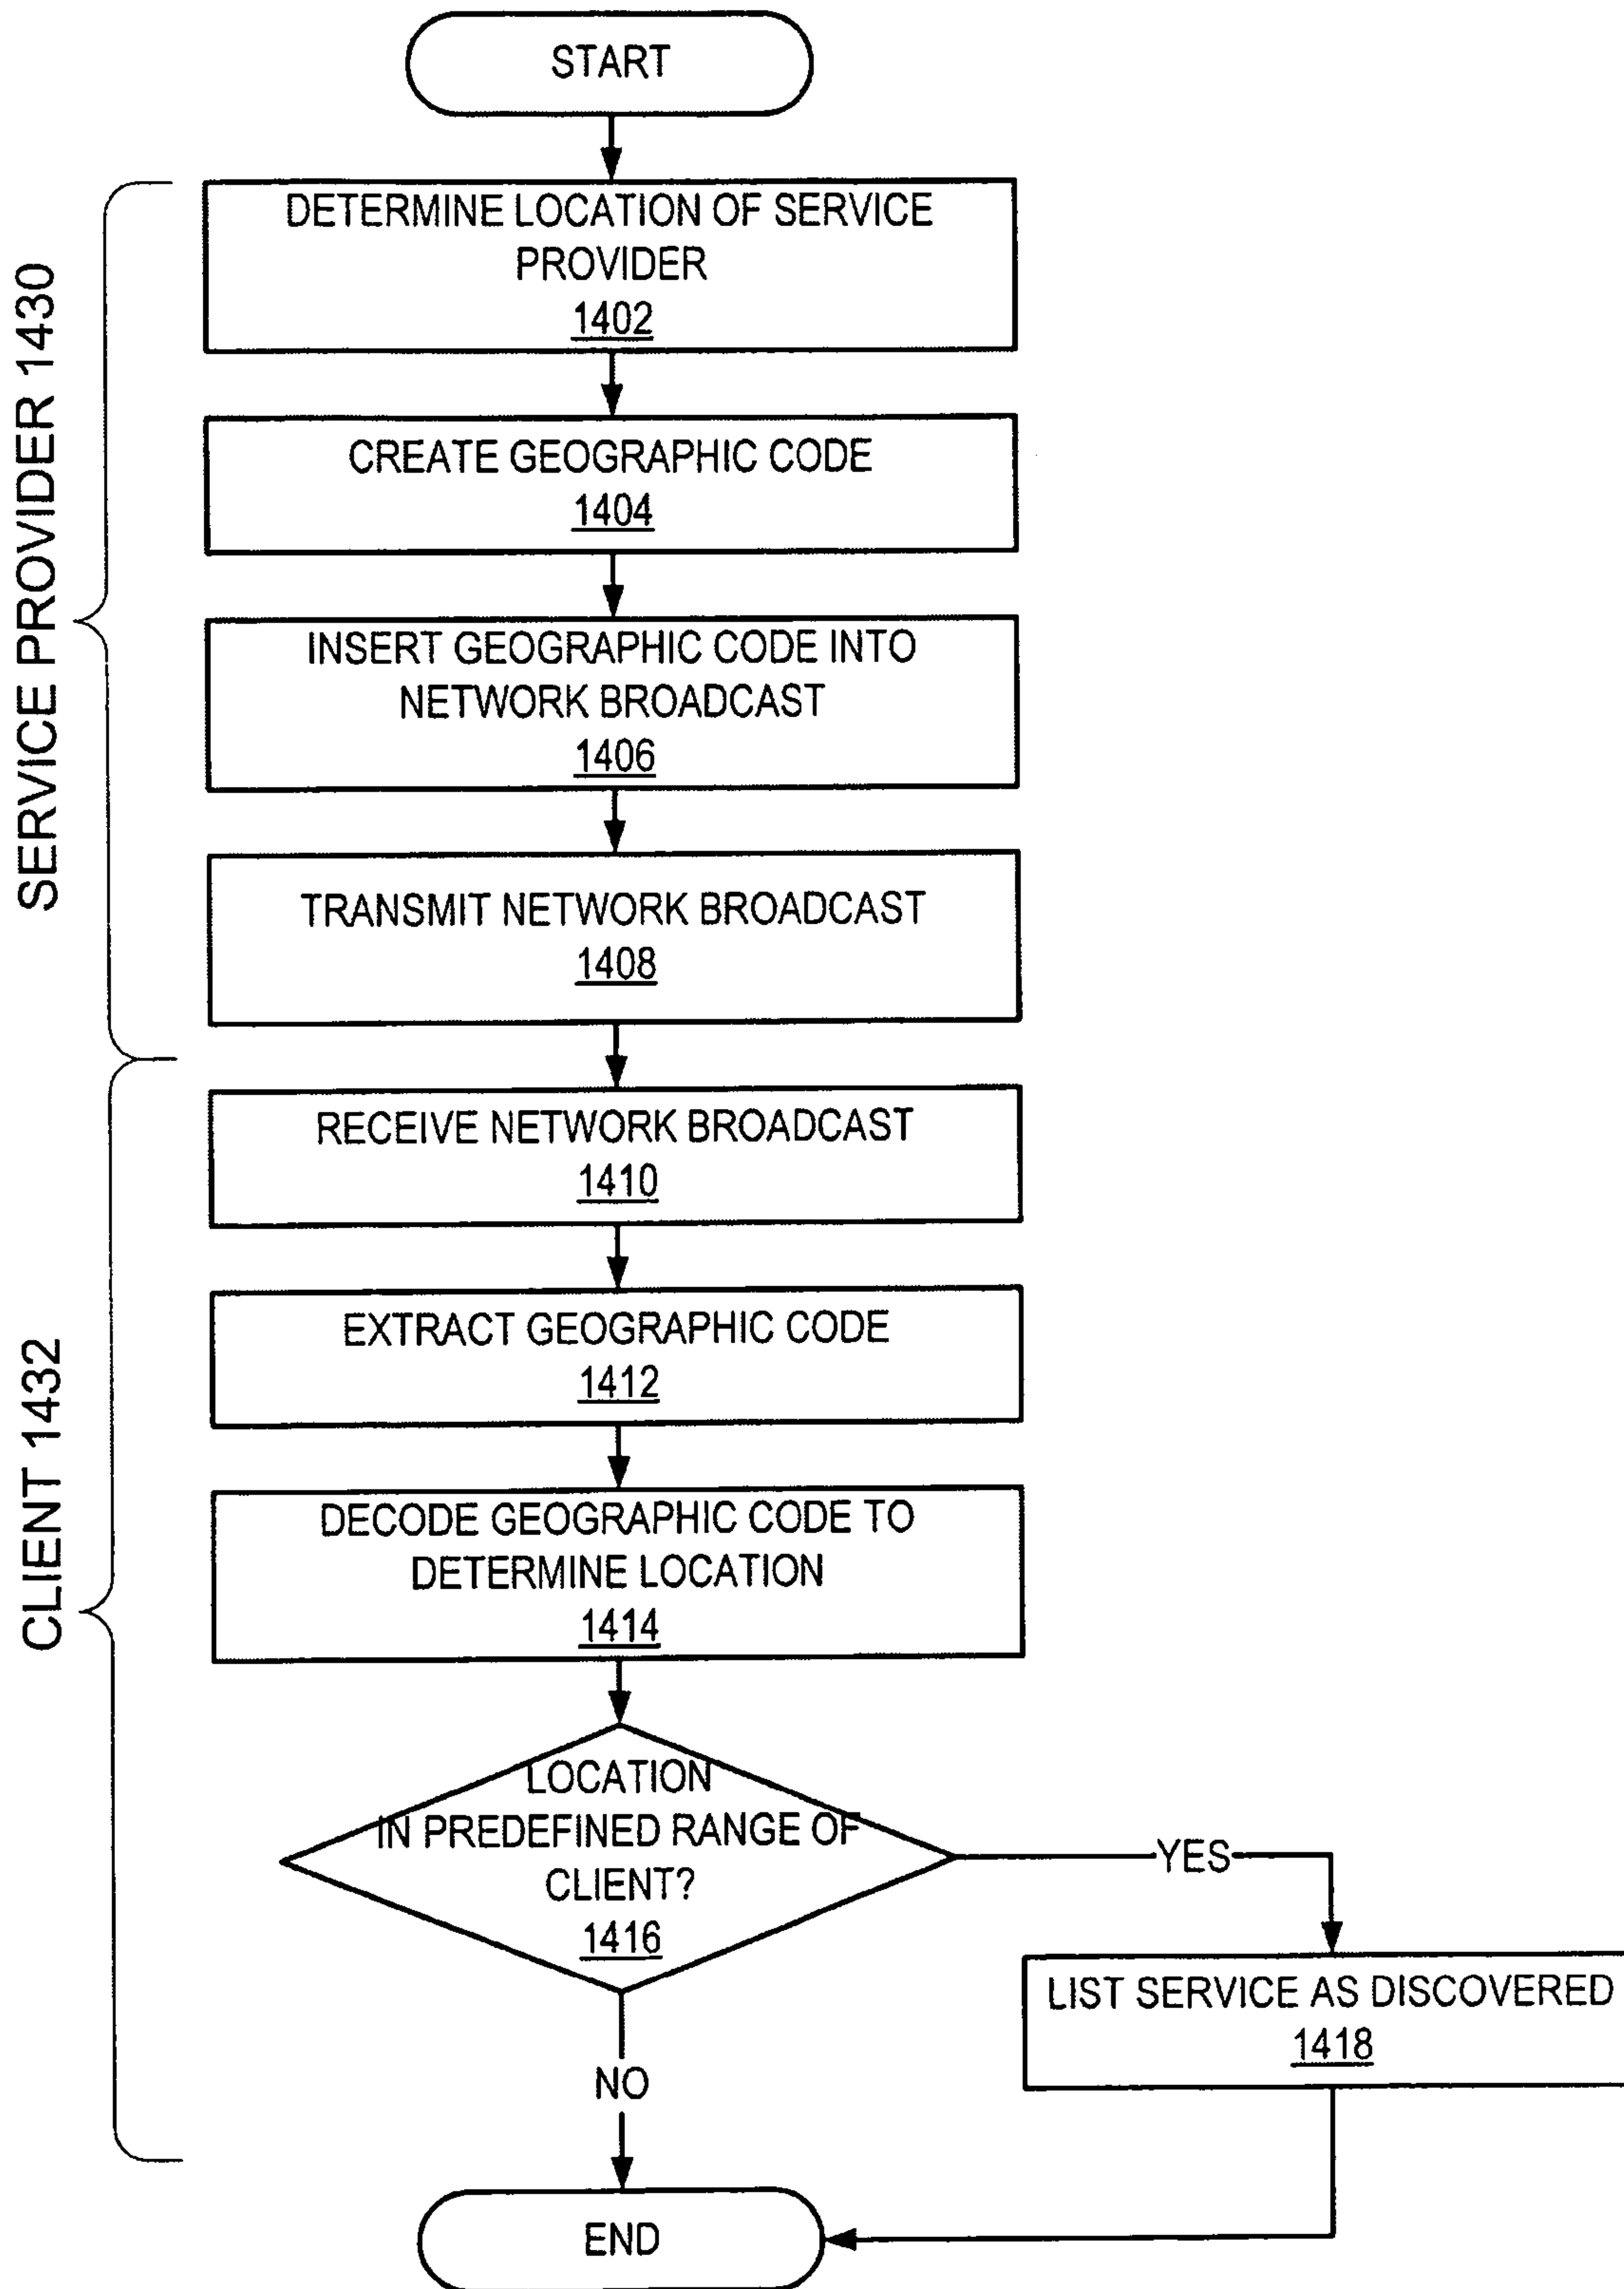 START
SERVICE PROVIDER 1430
DETERMINE LOCATION OF SERVICE
PROVIDER
1402
CREATE GEOGRAPHIC CODE
1404
INSERT GEOGRAPHIC CODE INTO
NETWORK BROADCAST
1406
TRANSMIT NETWORK BROADCAST
1408
CLIENT 1432
RECEIVE NETWORK BROADCAST
1410
EXTRACT GEOGRAPHIC CODE
1412
DECODE GEOGRAPHIC CODE TO
DETERMINE LOCATION
1414
LOCATION
IN PREDEFINED RANGE OF
CLIENT?
1416
YES
LIST SERVICE AS DISCOVERED
1418
NO
END